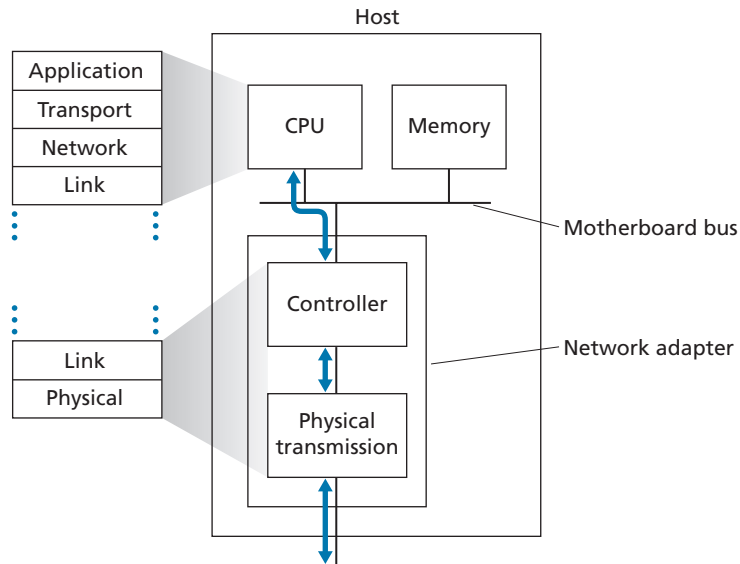 Host
Application
Transport
Network
Link
CPU
Memory
Motherboard bus
Controller
Network adapter
Link
Physical
Physical
transmission